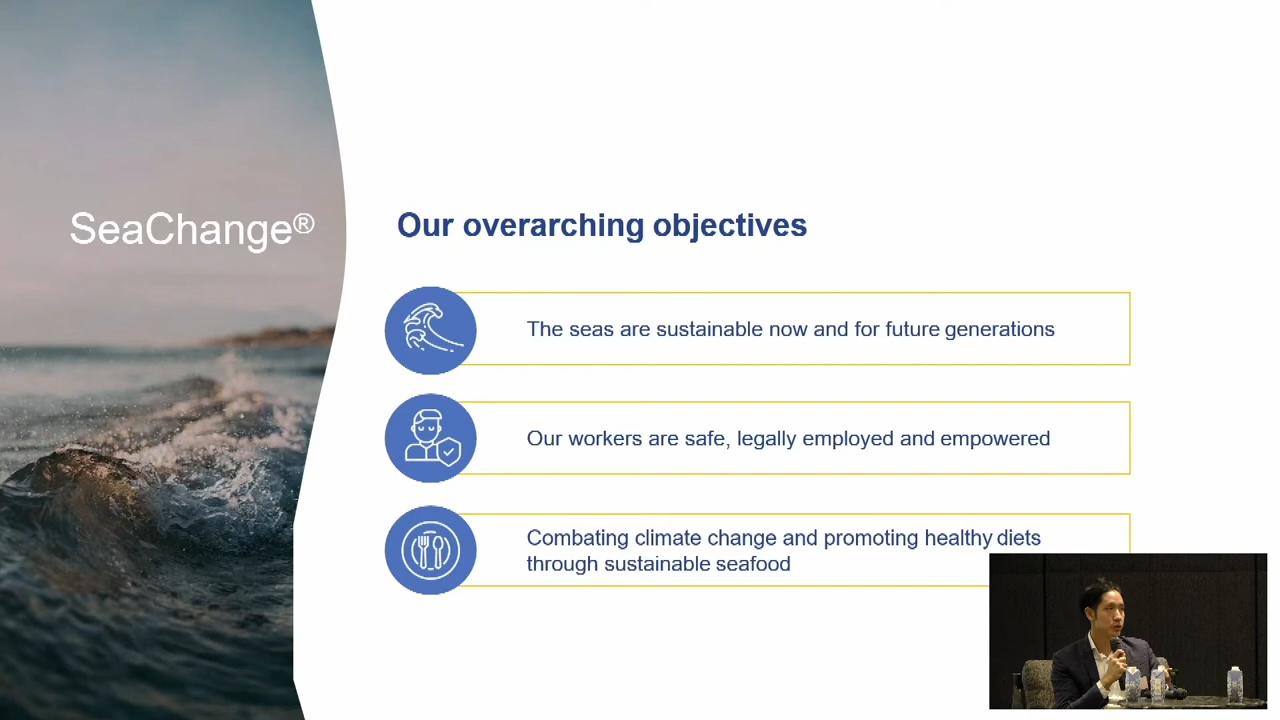 SeaChange®
Our overarching objectives
The seas are sustainable now and for future generations
Our workers are safe, legally employed and empowered
Combating climate change and promoting healthy diets
through sustainable seafood